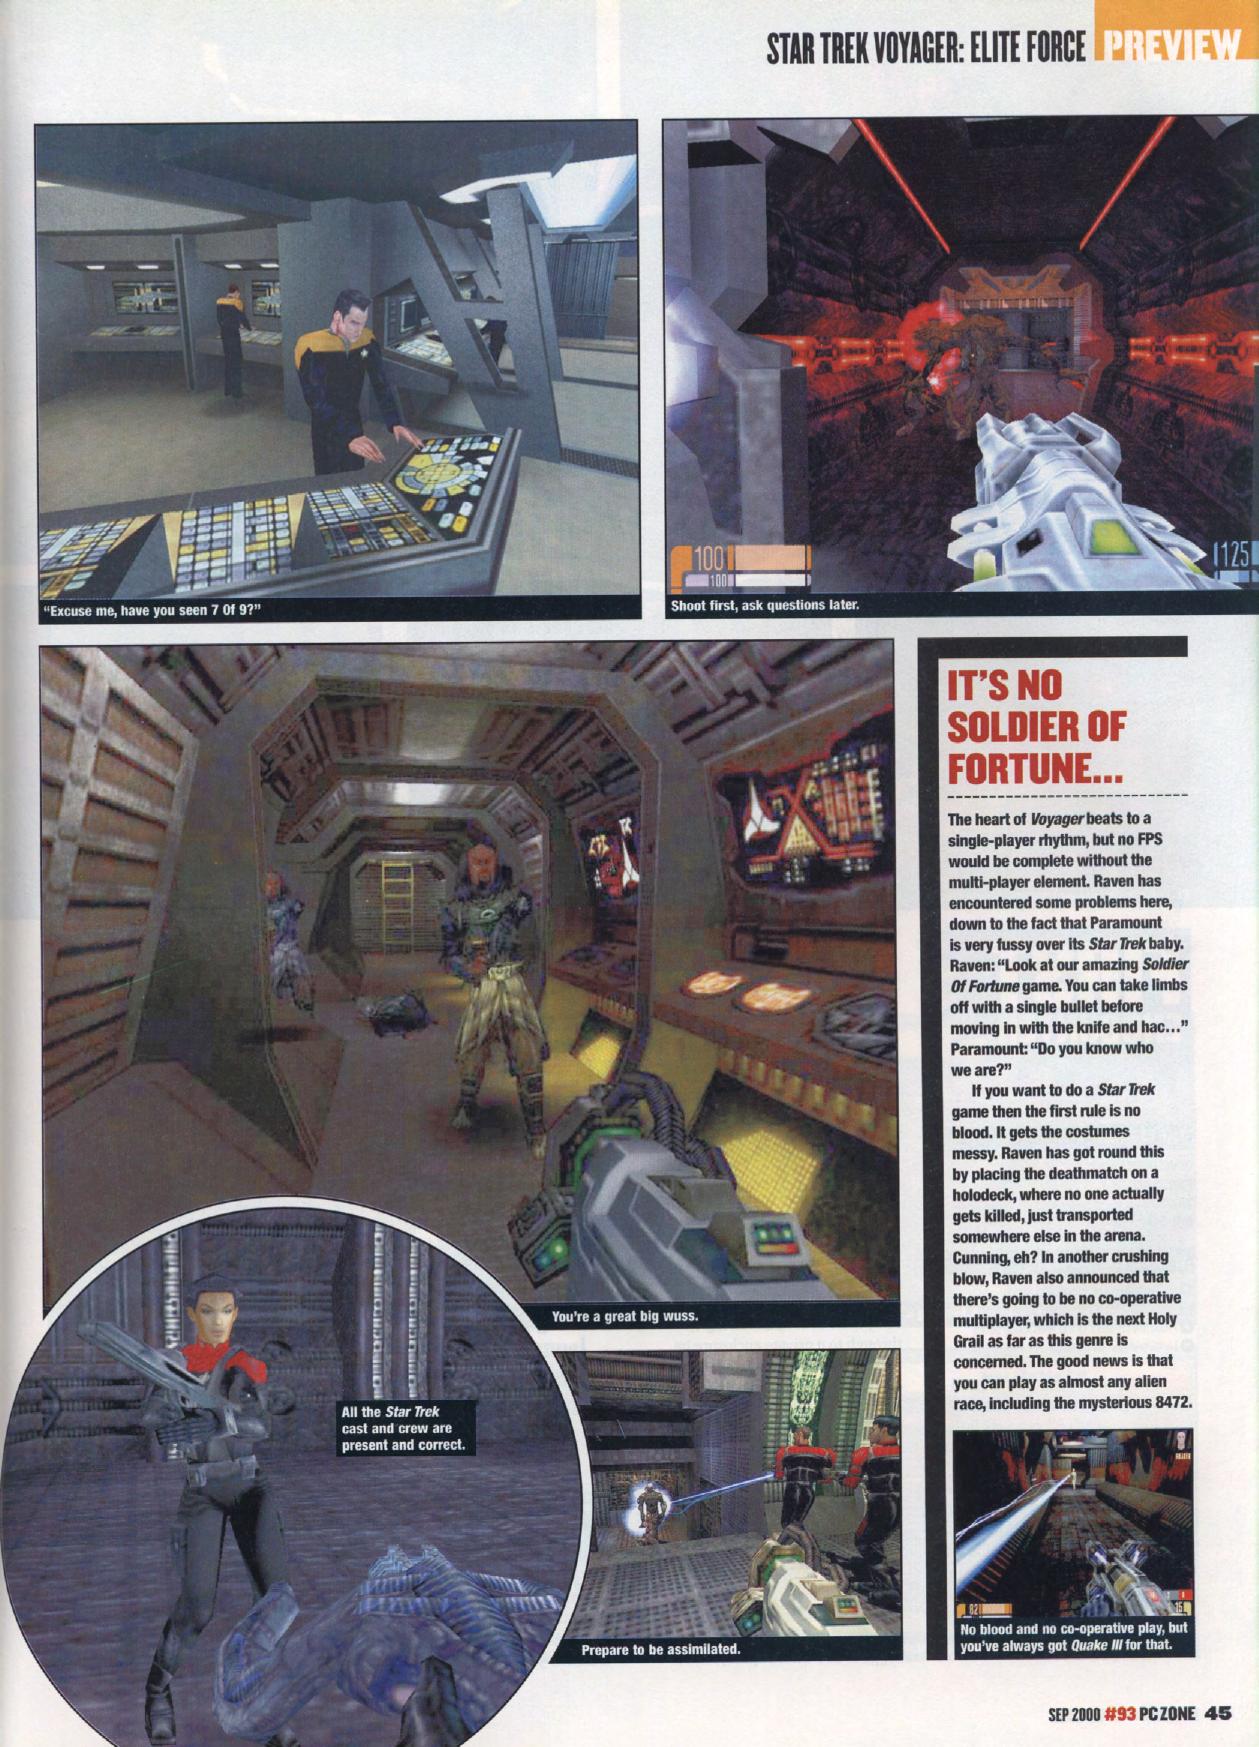 STAR TREK VOYAGER: ELITE FORCE PREVIEW
"Excuse me, have you seen 7 Of 9?"
100
100
125
Shoot first, ask questions later.
You're a great big wuss.
All the Star Trek
cast and crew are
present and correct.
Prepare to be assimilated.
IT'S NO
SOLDIER OF
FORTUNE...
The heart of Voyager beats to a
single-player rhythm, but no FPS
would be complete without the
multi-player element. Raven has
encountered some problems here,
down to the fact that Paramount
is very fussy over its Star Trek baby.
Raven: "Look at our amazing Soldier
Of Fortune game. You can take limbs
off with a single bullet before
moving in with the knife and hac..."
Paramount: "Do you know who
we are?"
If you want to do a Star Trek
game then the first rule is no
blood. It gets the costumes
messy. Raven has got round this
by placing the deathmatch on a
holodeck, where no one actually
gets killed, just transported
somewhere else in the arena.
Cunning, eh? In another crushing
blow, Raven also announced that
there's going to be no co-operative
multiplayer, which is the next Holy
Grail as far as this genre is
concerned. The good news is that
you can play as almost any alien
race, including the mysterious 8472.
82
15
No blood and no co-operative play, but
you've always got Quake III for that.
SEP 2000 #93 PC ZONE 45